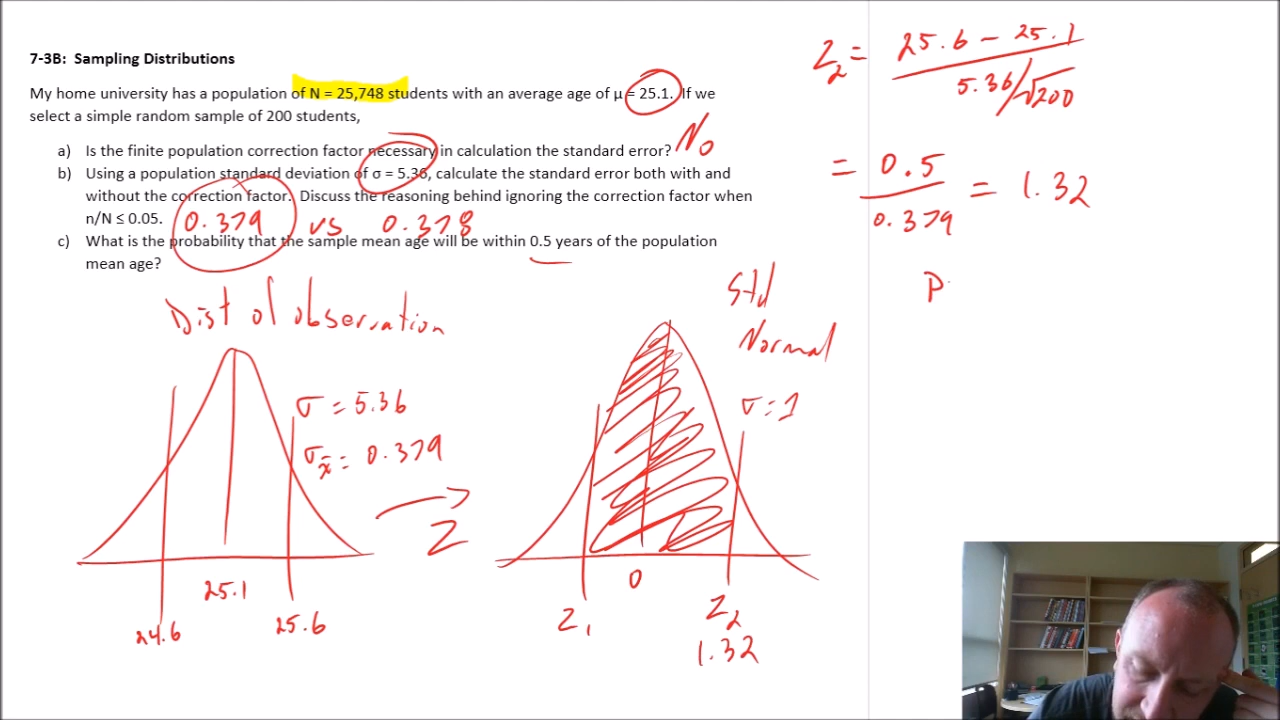 7-3B: Sampling Distributions
My home university has a population of N = 25,748 students with an average age of μ = 25.1. If we
select a simple random sample of 200 students,
a) Is the finite population correction factor necessary in calculation the standard error? No
b) Using a population standard deviation of σ = 5.36, calculate the standard error both with and
without the correction factor. Discuss the reasoning behind ignoring the correction factor when
n/N ≤ 0.05. 0.379 vs 0.378
c) What is the probability that the sample mean age will be within 0.5 years of the population
mean age?
Dist of observation
σ = 5.36
σx̄ = 0.379
24.6
25.1
25.6
Z
Std
Normal
σ = 1
Z1
0
Z2
1.32
Z2 = 25.6 - 25.1
5.36/√200
= 0.5 = 1.32
0.379
P